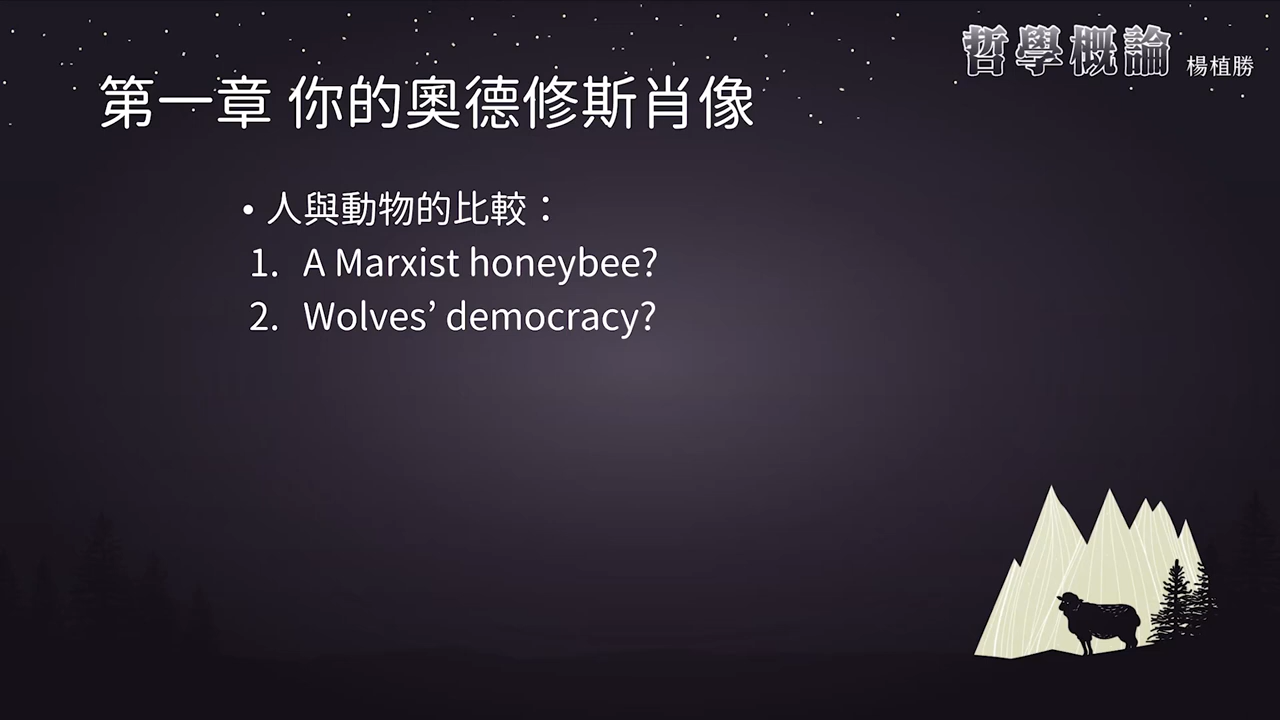 哲學概論 楊植勝
第一章 你的奧德修斯肖像
• 人與動物的比較：
1. A Marxist honeybee?
2. Wolves’ democracy?